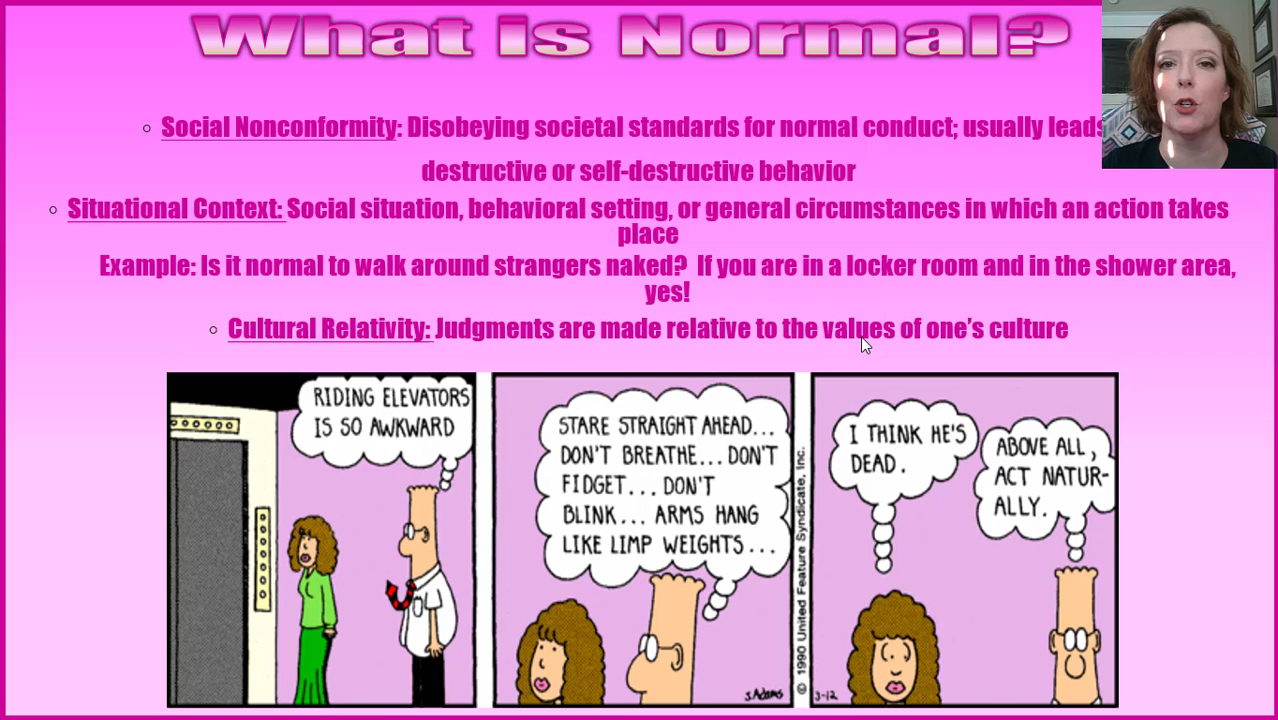 What is Normal?
Social Nonconformity: Disobeying societal standards for normal conduct; usually leads
destructive or self-destructive behavior
Situational Context: Social situation, behavioral setting, or general circumstances in which an action takes
place
Example: Is it normal to walk around strangers naked? If you are in a locker room and in the shower area,
yes!
Cultural Relativity: Judgments are made relative to the values of one's culture
RIDING ELEVATORS
IS SO AWKWARD
STARE STRAIGHT AHEAD...
DON'T BREATHE... DON'T
FIDGET... DON'T
BLINK... ARMS HANG
LIKE LIMP WEIGHTS...
S.Adams
© 1990 United Feature Syndicate, Inc.
I THINK HE'S
DEAD.
ABOVE ALL,
ACT NATUR-
ALLY.
3-12